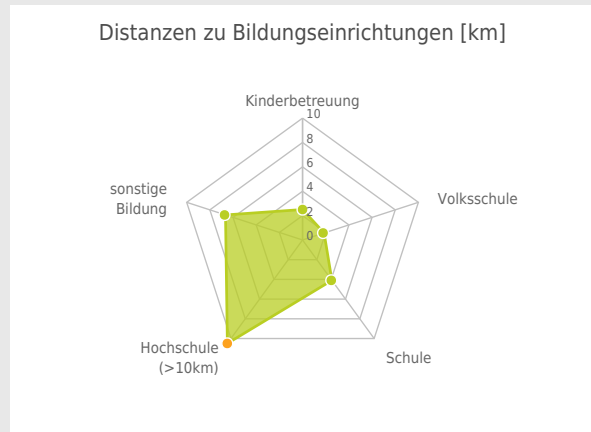 Distanzen zu Bildungseinrichtungen [km]
Kinderbetreuung
10
8
6
4
2
0
sonstige
Bildung
Volksschule
Hochschule
(>10km)
Schule